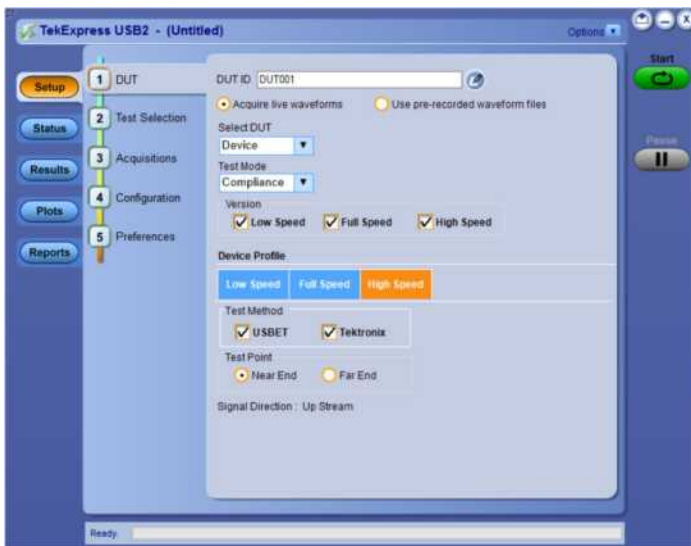 TekExpress USB2 - (Untitled)
Options
Start
Pause
Setup
Status
Results
Plots
Reports
1 DUT
2 Test Selection
3 Acquisitions
4 Configuration
5 Preferences
DUT ID DUT001
Acquire live waveforms Use pre-recorded waveform files
Select DUT
Device
Test Mode
Compliance
Version
Low Speed Full Speed High Speed
Device Profile
Low Speed Full Speed High Speed
Test Method
USBET Tektronix
Test Point
Near End Far End
Signal Direction : Up Stream
Ready